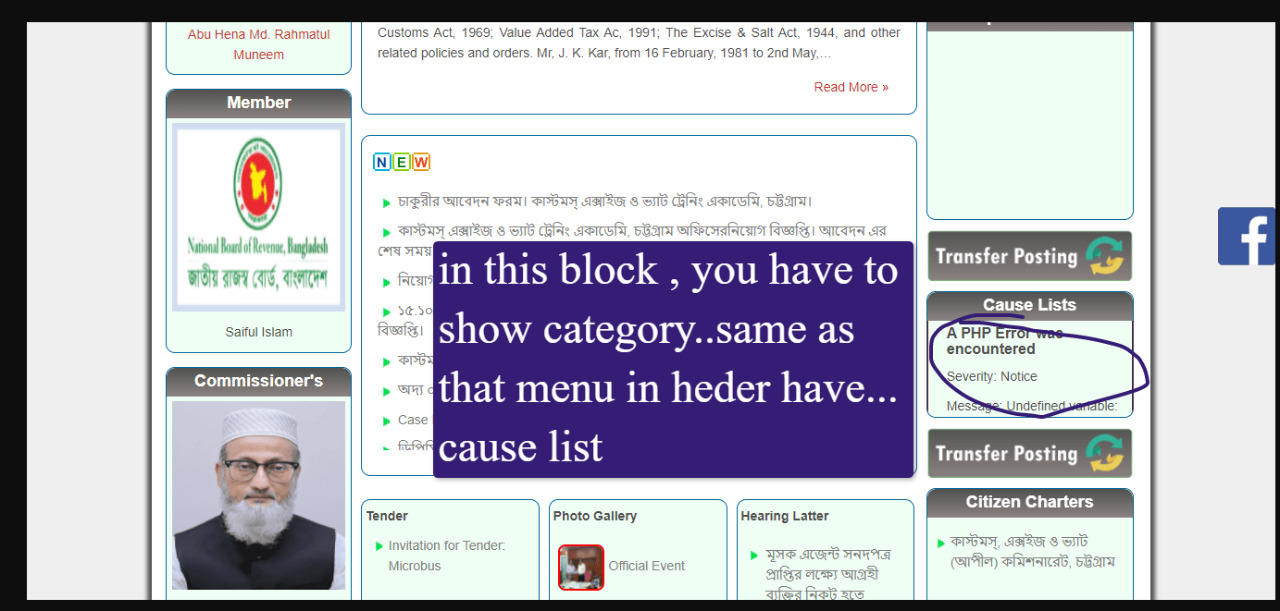 Abu Hena Md. Rahmatul
Muneem
Member
National Board of Revenue, Bangladesh
জাতীয় রাজস্ব বোর্ড, বাংলাদেশ
Saiful Islam
Commissioner's
Customs Act, 1969; Value Added Tax Ac, 1991; The Excise & Salt Act, 1944, and other
related policies and orders. Mr, J. K. Kar, from 16 February, 1981 to 2nd May,...
Read More »
NEW
চাকুরীর আবেদন ফরম। কাস্টমস্ এক্সাইজ ও ভ্যাট ট্রেনিং একাডেমি, চট্টগ্রাম।
কাস্টমস্ এক্সাইজ ও ভ্যাট ট্রেনিং একাডেমি, চট্টগ্রাম অফিসেরনিয়োগ বিজ্ঞপ্তি। আবেদন এর
শেষ সময়
নিয়োগ
১৫.১০
বিজ্ঞপ্তি।
কাস্টম
অদ্য
Case
in this block , you have to
show category..same as
that menu in heder have...
cause list
Tender
Invitation for Tender:
Microbus
Photo Gallery
Official Event
Hearing Latter
মূসক এজেন্ট সনদপত্র
প্রাপ্তির লক্ষ্যে আগ্রহী
ব্যক্তির নিকট হতে
Transfer Posting
Cause Lists
A PHP Error was
encountered
Severity: Notice
Message: Undefined variable:
Transfer Posting
Citizen Charters
কাস্টমস্, এক্সাইজ ও ভ্যাট
(আপীল) কমিশনারেট, চট্টগ্রাম
f